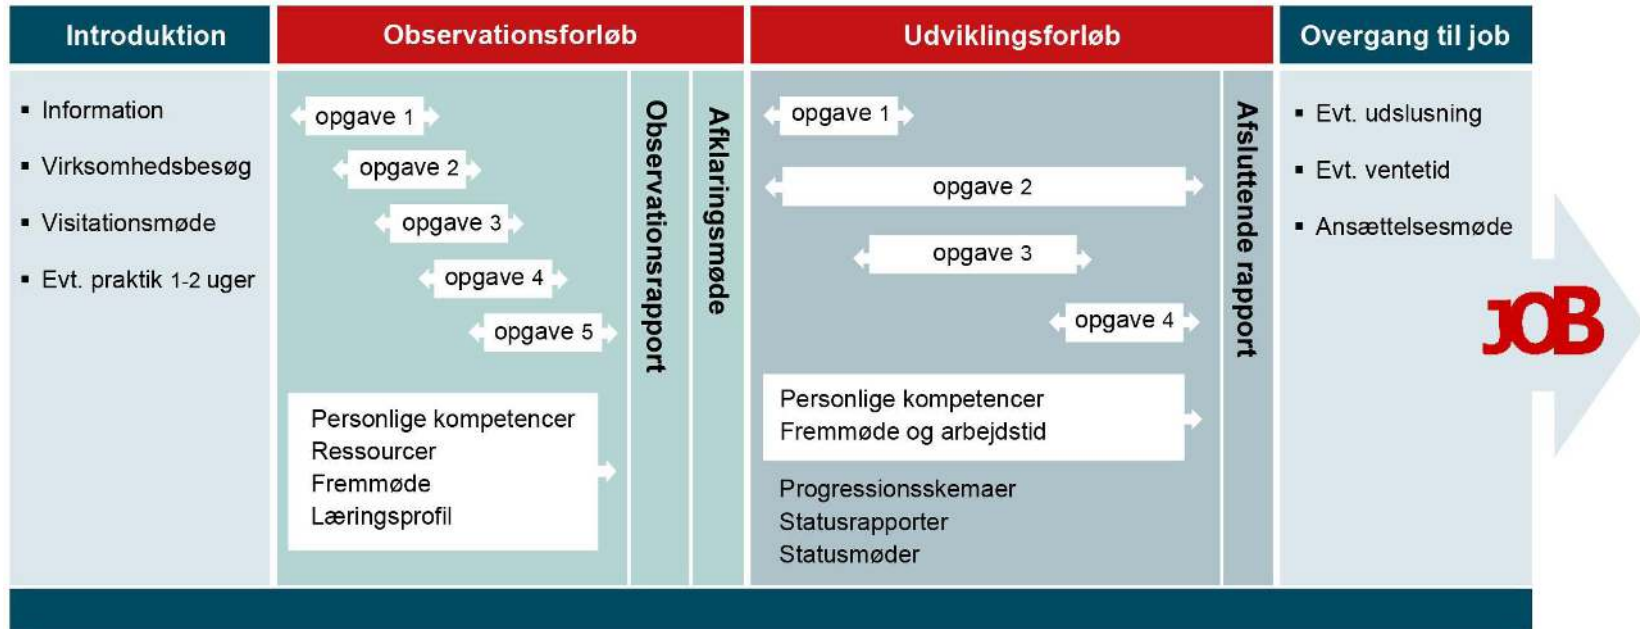 Introduktion
Information
Virksomhedsbesøg
Visitationsmøde
Evt. praktik 1-2 uger
Observationsforløb
opgave 1
opgave 2
opgave 3
opgave 4
opgave 5
Personlige kompetencer
Ressourcer
Fremmøde
Læringsprofil
Observationsrapport
Afklaringsmøde
Udviklingsforløb
opgave 1
opgave 2
opgave 3
opgave 4
Personlige kompetencer
Fremmøde og arbejdstid
Progressionsskemaer
Statusrapporter
Statusmøder
Afsluttende rapport
Overgang til job
Evt. udslusning
Evt. ventetid
Ansættelsesmøde
JOB